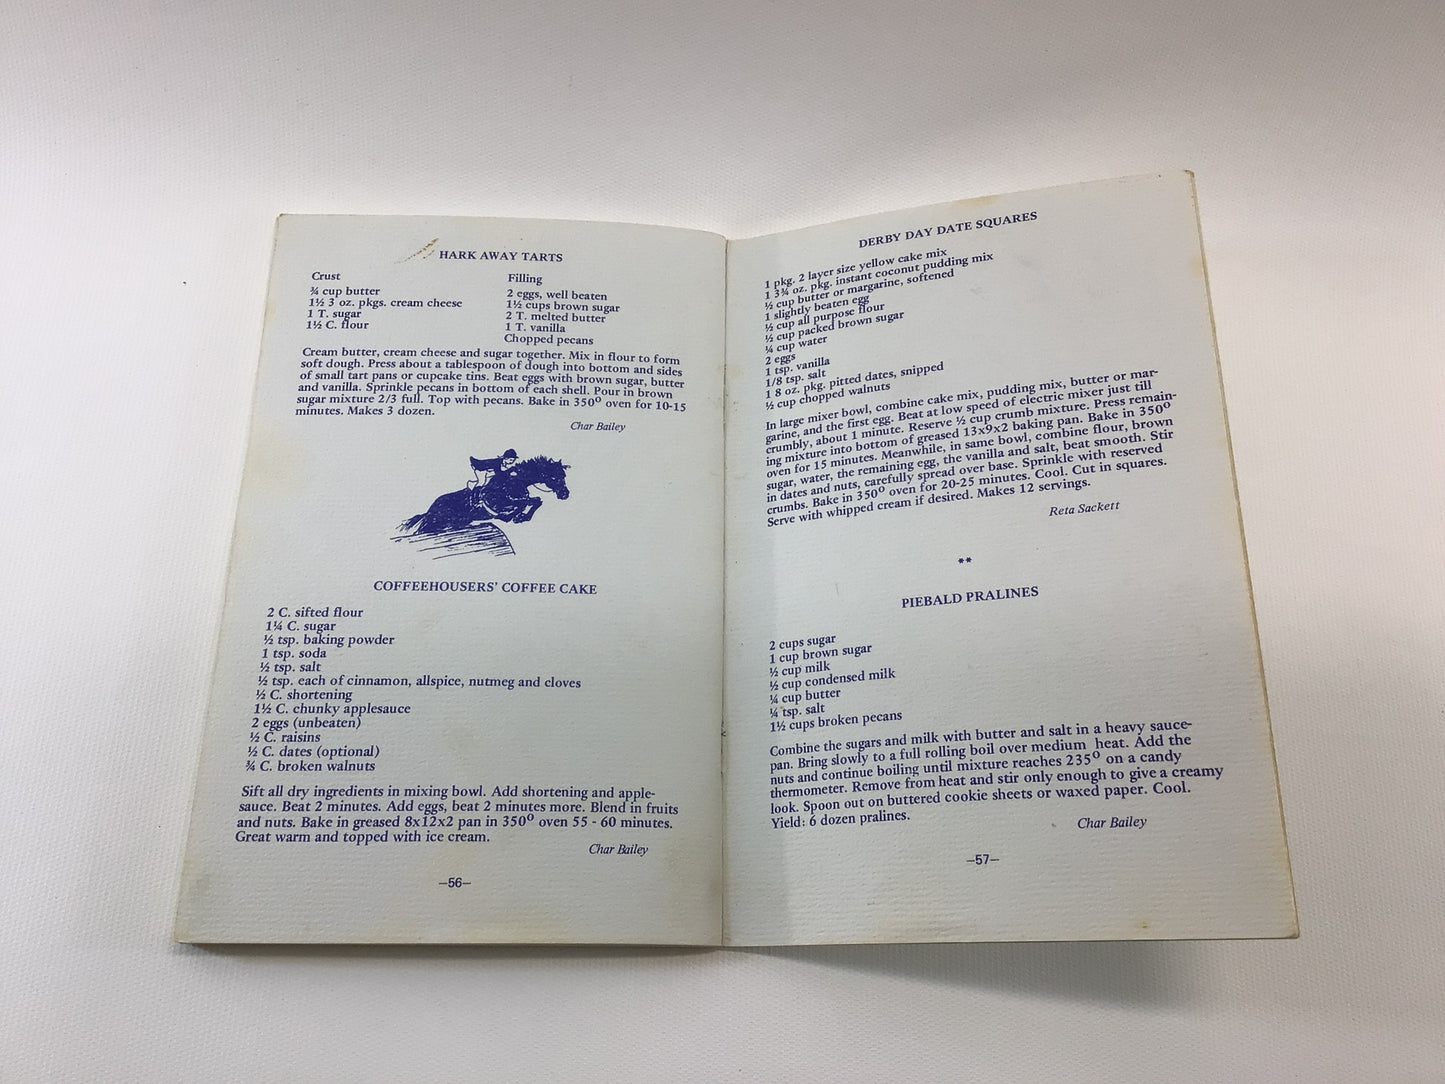 HARK AWAY TARTS
Crust
¾ cup butter
1½ 3 oz. pkgs. cream cheese
1 T. sugar
1½ C. flour
Filling
2 eggs, well beaten
1½ cups brown sugar
2 T. melted butter
1 T. vanilla
Chopped pecans
Cream butter, cream cheese and sugar together. Mix in flour to form
soft dough. Press about a tablespoon of dough into bottom and sides
of small tart pans or cupcake tins. Beat eggs with brown sugar, butter
and vanilla. Sprinkle pecans in bottom of each shell. Pour in brown
sugar mixture 2/3 full. Top with pecans. Bake in 350° oven for 10-15
minutes. Makes 3 dozen.
Char Bailey
COFFEEHOUSERS' COFFEE CAKE
2 C. sifted flour
1¼ C. sugar
½ tsp. baking powder
1 tsp. soda
½ tsp. salt
½ tsp. each of cinnamon, allspice, nutmeg and cloves
½ C. shortening
1½ C. chunky applesauce
2 eggs (unbeaten)
½ C. raisins
½ C. dates (optional)
¾ C. broken walnuts
Sift all dry ingredients in mixing bowl. Add shortening and apple-
sauce. Beat 2 minutes. Add eggs, beat 2 minutes more. Blend in fruits
and nuts. Bake in greased 8x12x2 pan in 350° oven 55 - 60 minutes.
Great warm and topped with ice cream.
Char Bailey
—56—
DERBY DAY DATE SQUARES
1 pkg. 2 layer size yellow cake mix
1 3¾ oz. pkg. instant coconut pudding mix
½ cup butter or margarine, softened
1 slightly beaten egg
½ cup all purpose flour
½ cup packed brown sugar
¼ cup water
2 eggs
1 tsp. vanilla
1/8 tsp. salt
1 8 oz. pkg. pitted dates, snipped
½ cup chopped walnuts
In large mixer bowl, combine cake mix, pudding mix, butter or mar-
garine, and the first egg. Beat at low speed of electric mixer just till
crumbly, about 1 minute. Reserve ½ cup crumb mixture. Press remain-
ing mixture into bottom of greased 13x9x2 baking pan. Bake in 350°
oven for 15 minutes. Meanwhile, in same bowl, combine flour, brown
sugar, water, the remaining egg, the vanilla and salt, beat smooth. Stir
in dates and nuts, carefully spread over base. Sprinkle with reserved
crumbs. Bake in 350° oven for 20-25 minutes. Cool. Cut in squares.
Serve with whipped cream if desired. Makes 12 servings.
Reta Sackett
**
PIEBALD PRALINES
2 cups sugar
1 cup brown sugar
½ cup milk
½ cup condensed milk
¼ cup butter
¼ tsp. salt
1½ cups broken pecans
Combine the sugars and milk with butter and salt in a heavy sauce-
pan. Bring slowly to a full rolling boil over medium heat. Add the
nuts and continue boiling until mixture reaches 235° on a candy
thermometer. Remove from heat and stir only enough to give a creamy
look. Spoon out on buttered cookie sheets or waxed paper. Cool.
Yield: 6 dozen pralines.
Char Bailey
—57—